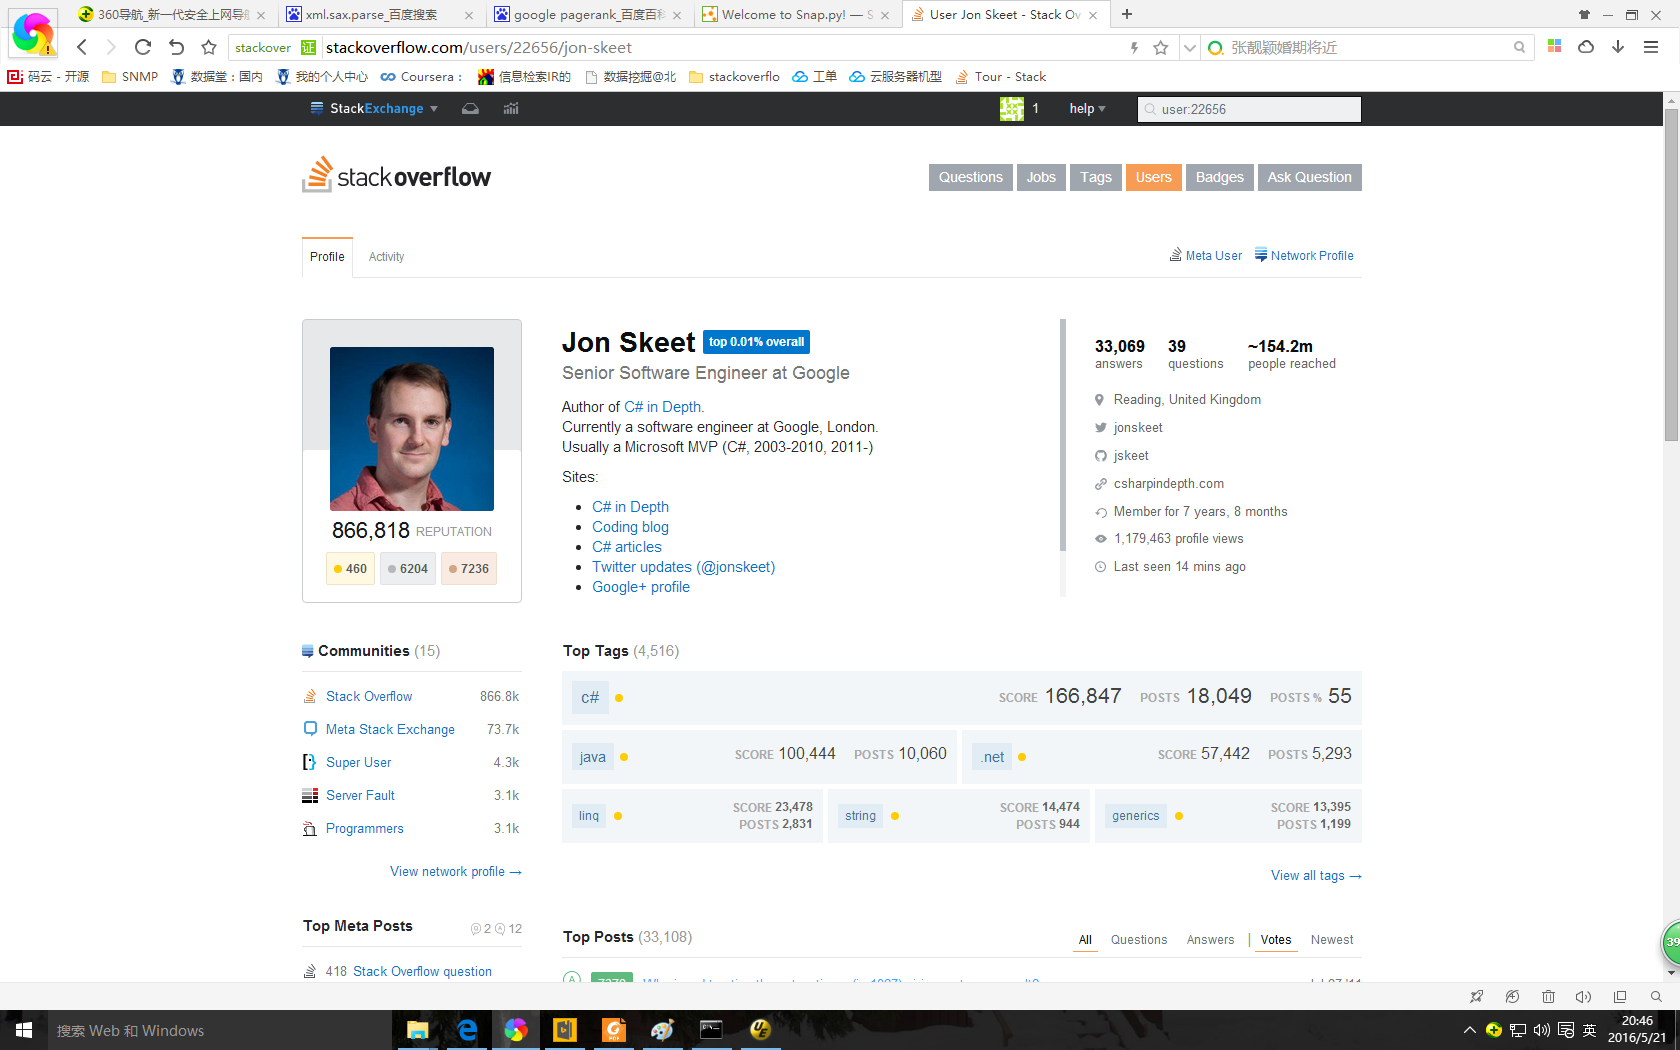 360导航_新一代安全上网导航
xml.sax.parse_百度搜索
google pagerank_百度百科
Welcome to Snap.py! — S
User Jon Skeet - Stack Ov
stackover 证 stackoverflow.com/users/22656/jon-skeet
张靓颖婚期将近
码云 - 开源
SNMP
数据堂：国内
我的个人中心
Coursera :
信息检索IR的
数据挖掘@北
stackoverflo
工单
云服务器机型
Tour - Stack
StackExchange
1
help
user:22656
stackoverflow
Questions
Jobs
Tags
Users
Badges
Ask Question
Profile
Activity
Meta User
Network Profile
866,818 REPUTATION
460
6204
7236
Jon Skeet top 0.01% overall
Senior Software Engineer at Google
Author of C# in Depth.
Currently a software engineer at Google, London.
Usually a Microsoft MVP (C#, 2003-2010, 2011-)
Sites:
C# in Depth
Coding blog
C# articles
Twitter updates (@jonskeet)
Google+ profile
33,069 39 ~154.2m
answers questions people reached
Reading, United Kingdom
jonskeet
jskeet
csharpindepth.com
Member for 7 years, 8 months
1,179,463 profile views
Last seen 14 mins ago
Communities (15)
Stack Overflow 866.8k
Meta Stack Exchange 73.7k
Super User 4.3k
Server Fault 3.1k
Programmers 3.1k
View network profile →
Top Meta Posts 2 12
418 Stack Overflow question
Top Tags (4,516)
c# SCORE 166,847 POSTS 18,049 POSTS % 55
java SCORE 100,444 POSTS 10,060
.net SCORE 57,442 POSTS 5,293
linq SCORE 23,478
POSTS 2,831
string SCORE 14,474
POSTS 944
generics SCORE 13,395
POSTS 1,199
View all tags →
Top Posts (33,108)
All Questions Answers Votes Newest
39
搜索 Web 和 Windows
英
20:46
2016/5/21